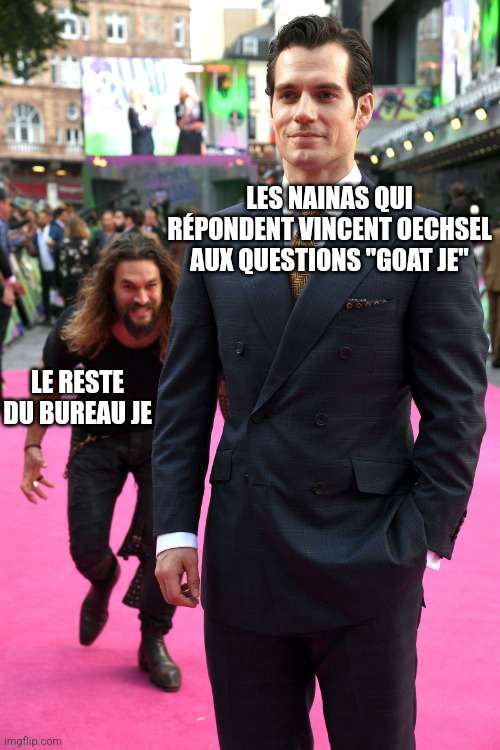 LES NAINAS QUI
RÉPONDENT VINCENT OECHSEL
AUX QUESTIONS "GOAT JE"
LE RESTE
DU BUREAU JE
imgflip.com